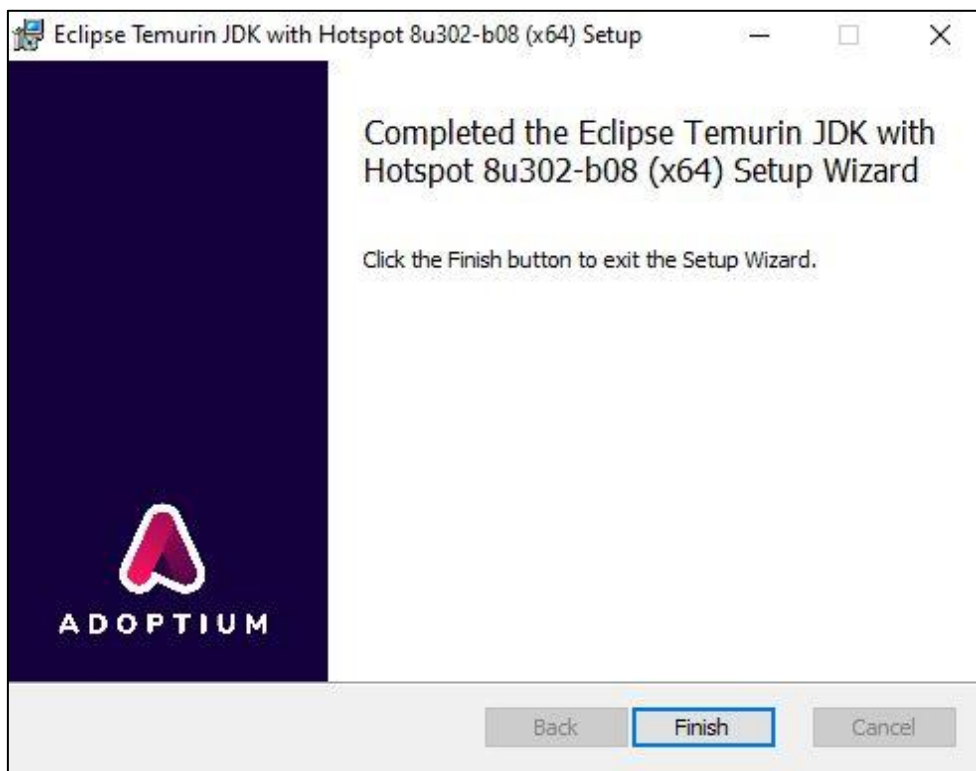 Eclipse Temurin JDK with Hotspot 8u302-b08 (x64) Setup
Completed the Eclipse Temurin JDK with
Hotspot 8u302-b08 (x64) Setup Wizard
Click the Finish button to exit the Setup Wizard.
ADOPTIUM
Back Finish Cancel